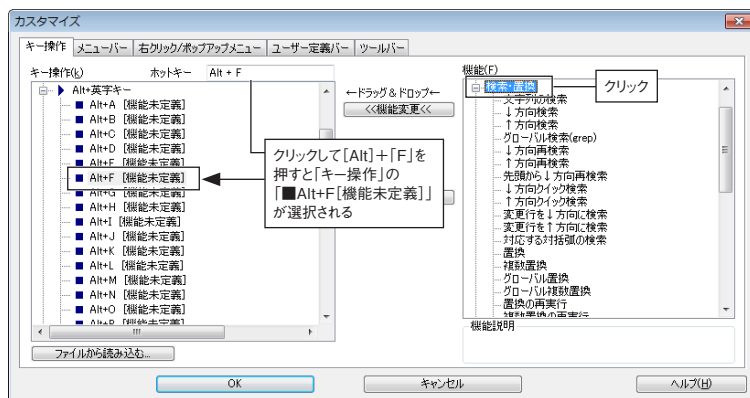 カスタマイズ
キー操作 メニューバー 右クリック/ポップアップメニュー ユーザー定義バー ツールバー
キー操作(k) ホットキー Alt + F
Alt+英字キー
■ Alt+A [機能未定義]
■ Alt+B [機能未定義]
■ Alt+C [機能未定義]
■ Alt+D [機能未定義]
■ Alt+E [機能未定義]
■ Alt+F [機能未定義]
■ Alt+G [機能未定義]
■ Alt+H [機能未定義]
■ Alt+I [機能未定義]
■ Alt+J [機能未定義]
■ Alt+K [機能未定義]
■ Alt+L [機能未定義]
■ Alt+M [機能未定義]
■ Alt+N [機能未定義]
■ Alt+O [機能未定義]
■ Alt+P [機能未定義]
ファイルから読み込む...
←ドラッグ&ドロップ→
<<機能変更<<
クリックして[Alt]+「F」を
押すと「キー操作」の
「■Alt+F[機能未定義]」
が選択される
機能(F)
検索・置換
クリック
文字列の検索
↓方向検索
↑方向検索
グローバル検索(grep)
↓方向再検索
↑方向再検索
先頭から↓方向再検索
↓方向クイック検索
↑方向クイック検索
変更行を↓方向に検索
変更行を↑方向に検索
対応する対括弧の検索
置換
複数置換
グローバル置換
グローバル複数置換
置換の再実行
複数置換の再実行
機能説明
OK キャンセル ヘルプ(H)